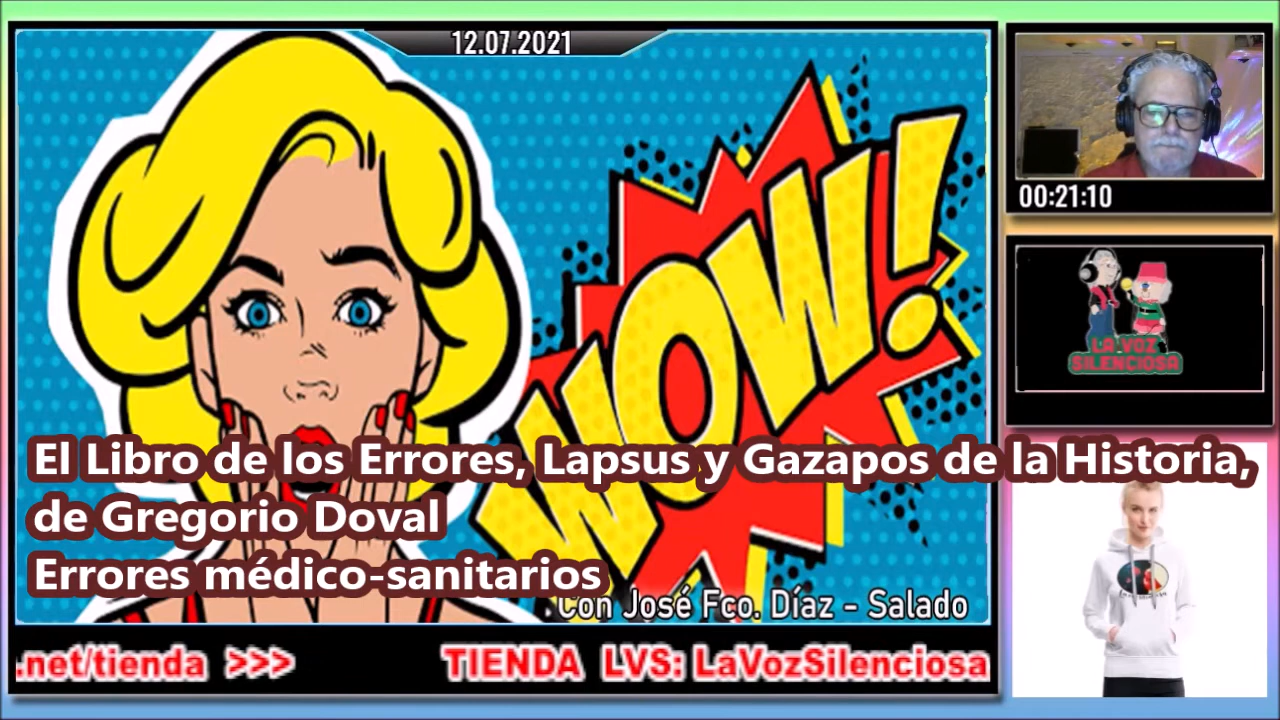 12.07.2021
WOW!
00:21:10
LA VOZ
SILENCIOSA
El Libro de los Errores, Lapsus y Gazapos de la Historia,
de Gregorio Doval
Errores médico-sanitarios
Con José Fco. Díaz - Salado
.net/tienda >>> TIENDA LVS: LaVozSilenciosa